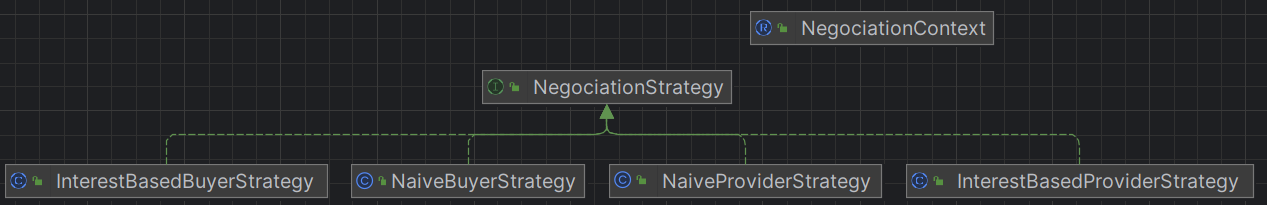 NegociationContext
NegociationStrategy
InterestBasedBuyerStrategy
NaiveBuyerStrategy
NaiveProviderStrategy
InterestBasedProviderStrategy